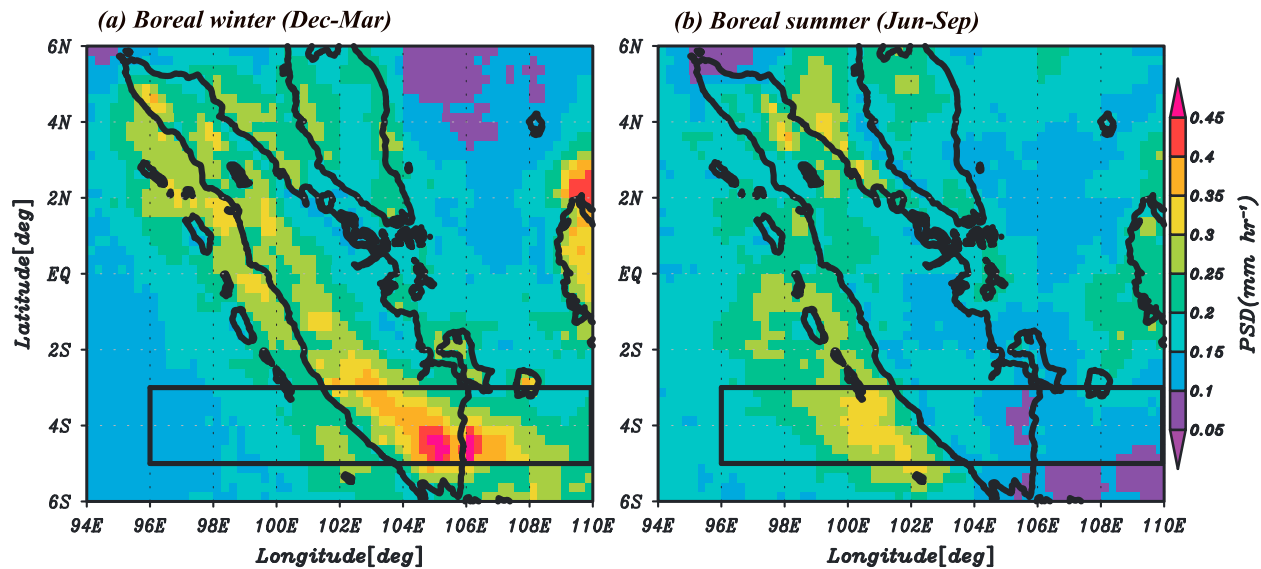 (a) Boreal winter (Dec-Mar)
(b) Boreal summer (Jun-Sep)
6N
4N
2N
EQ
2S
4S
6S
Latitude[deg]
94E 96E 98E 100E 102E 104E 106E 108E 110E
Longitude[deg]
6N
4N
2N
EQ
2S
4S
6S
94E 96E 98E 100E 102E 104E 106E 108E 110E
Longitude[deg]
0.45
0.4
0.35
0.3
0.25
0.2
0.15
0.1
0.05
PSD(mm hr⁻¹)